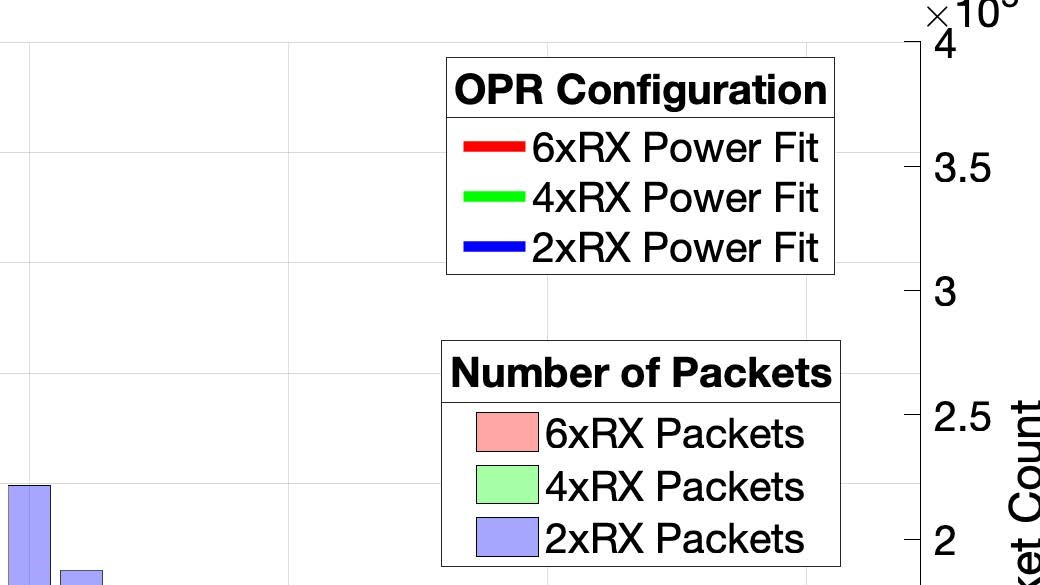 ×10
4
OPR Configuration
6xRX Power Fit
4xRX Power Fit
2xRX Power Fit
3.5
3
Number of Packets
6xRX Packets
4xRX Packets
2xRX Packets
2.5
2
Count